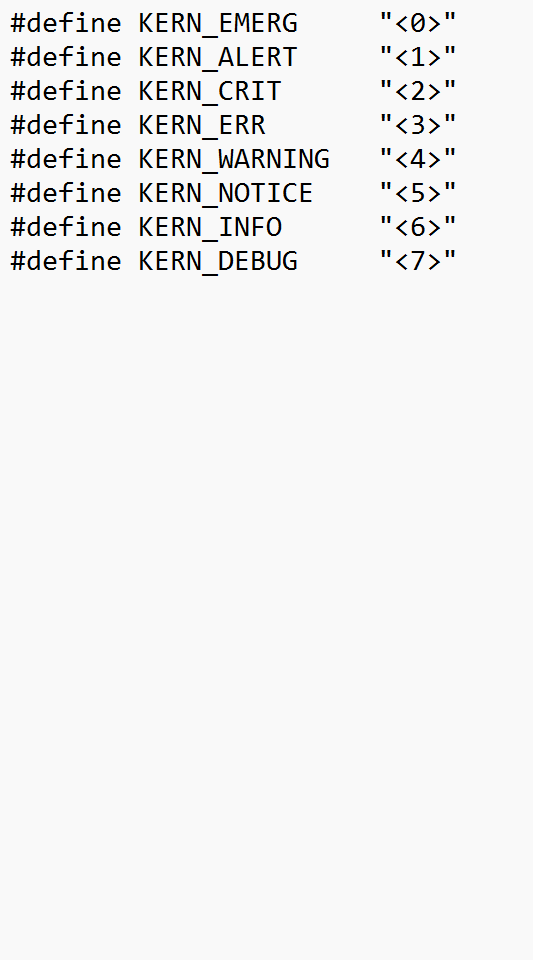 #define KERN_EMERG     "<0>"
#define KERN_ALERT     "<1>"
#define KERN_CRIT      "<2>"
#define KERN_ERR       "<3>"
#define KERN_WARNING   "<4>"
#define KERN_NOTICE    "<5>"
#define KERN_INFO      "<6>"
#define KERN_DEBUG     "<7>"